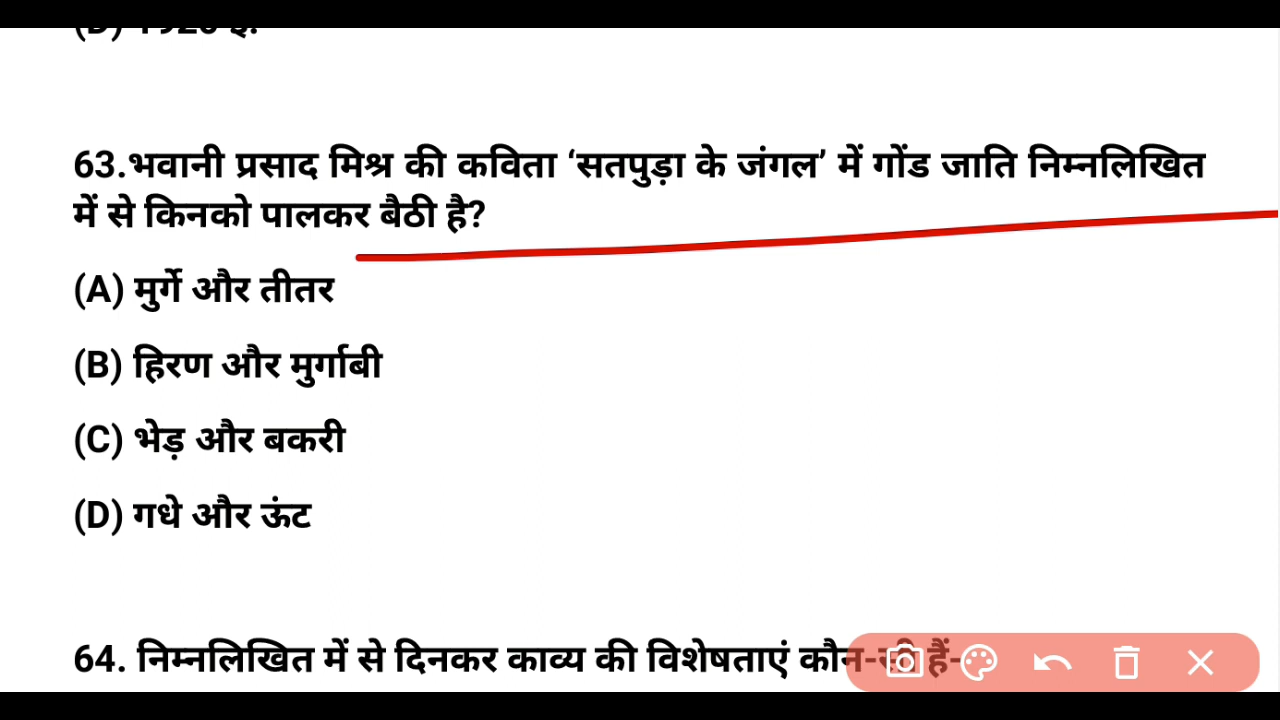 63.भवानी प्रसाद मिश्र की कविता ‘सतपुड़ा के जंगल’ में गोंड जाति निम्नलिखित
में से किनको पालकर बैठी है?
(A) मुर्गे और तीतर
(B) हिरण और मुर्गाबी
(C) भेड़ और बकरी
(D) गधे और ऊंट
64. निम्नलिखित में से दिनकर काव्य की विशेषताएं कौन-सी हैं-